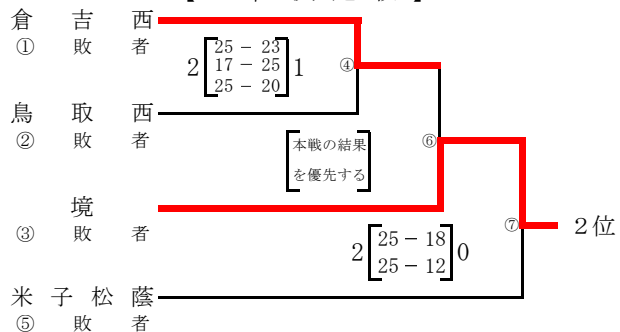 倉吉西
①敗者
2 [25 − 23 17 − 25 25 − 20] 1
④
鳥取西
②敗者
本戦の結果
を優先する
⑥
境
③敗者
⑦
2位
2 [25 − 18 25 − 12] 0
米子松蔭
⑤敗者